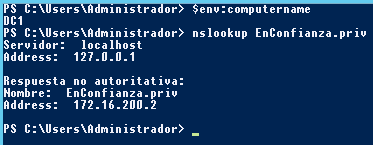 PS C:\Users\Administrador> $env:computername
DC1
PS C:\Users\Administrador> nslookup EnConfianza.priv
Servidor:  localhost
Address:  127.0.0.1

Respuesta no autoritativa:
Nombre:  EnConfianza.priv
Address:  172.16.200.2

PS C:\Users\Administrador> _